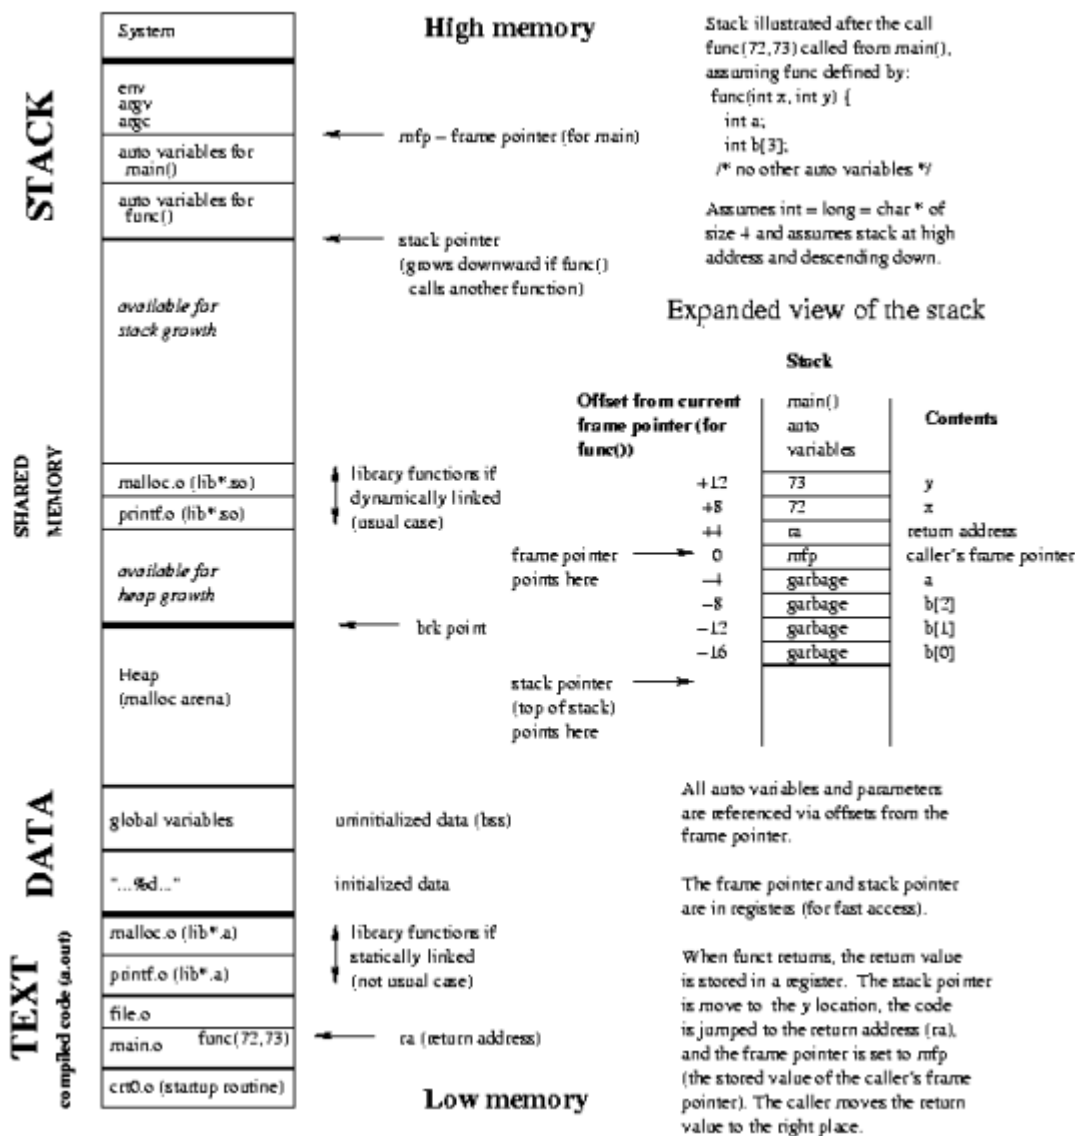 High memory
STACK
System
env
argv
argc
auto variables for
main()
auto variables for
func()
available for
stack growth
mfp – frame pointer (for main)
stack pointer
(grows downward if func()
calls another function)
Stack illustrated after the call
func(72,73) called from main(),
assuming func defined by:
func(int x, int y) {
int a;
int b[3];
/* no other auto variables */
Assumes int = long = char * of
size 4 and assumes stack at high
address and descending down.
Expanded view of the stack
Stack
Offset from current
frame pointer (for
func())
main()
auto
variables
Contents
+12 73 y
+8 72 x
+4 ra return address
0 mfp caller's frame pointer
−4 garbage a
−8 garbage b[2]
−12 garbage b[1]
−16 garbage b[0]
frame pointer
points here
stack pointer
(top of stack)
points here
SHARED
MEMORY
malloc.o (lib*.so)
printf.o (lib*.so)
library functions if
dynamically linked
(usual case)
available for
heap growth
brk point
Heap
(malloc arena)
DATA
global variables
uninitialized data (bss)
"...%d..."
initialized data
TEXT
compiled code (a.out)
malloc.o (lib*.a)
printf.o (lib*.a)
library functions if
statically linked
(not usual case)
file.o
main.o func(72,73)
ra (return address)
crt0.o (startup routine)
Low memory
All auto variables and parameters
are referenced via offsets from the
frame pointer.
The frame pointer and stack pointer
are in registers (for fast access).
When funct returns, the return value
is stored in a register. The stack pointer
is move to the y location, the code
is jumped to the return address (ra),
and the frame pointer is set to mfp
(the stored value of the caller's frame
pointer). The caller moves the return
value to the right place.